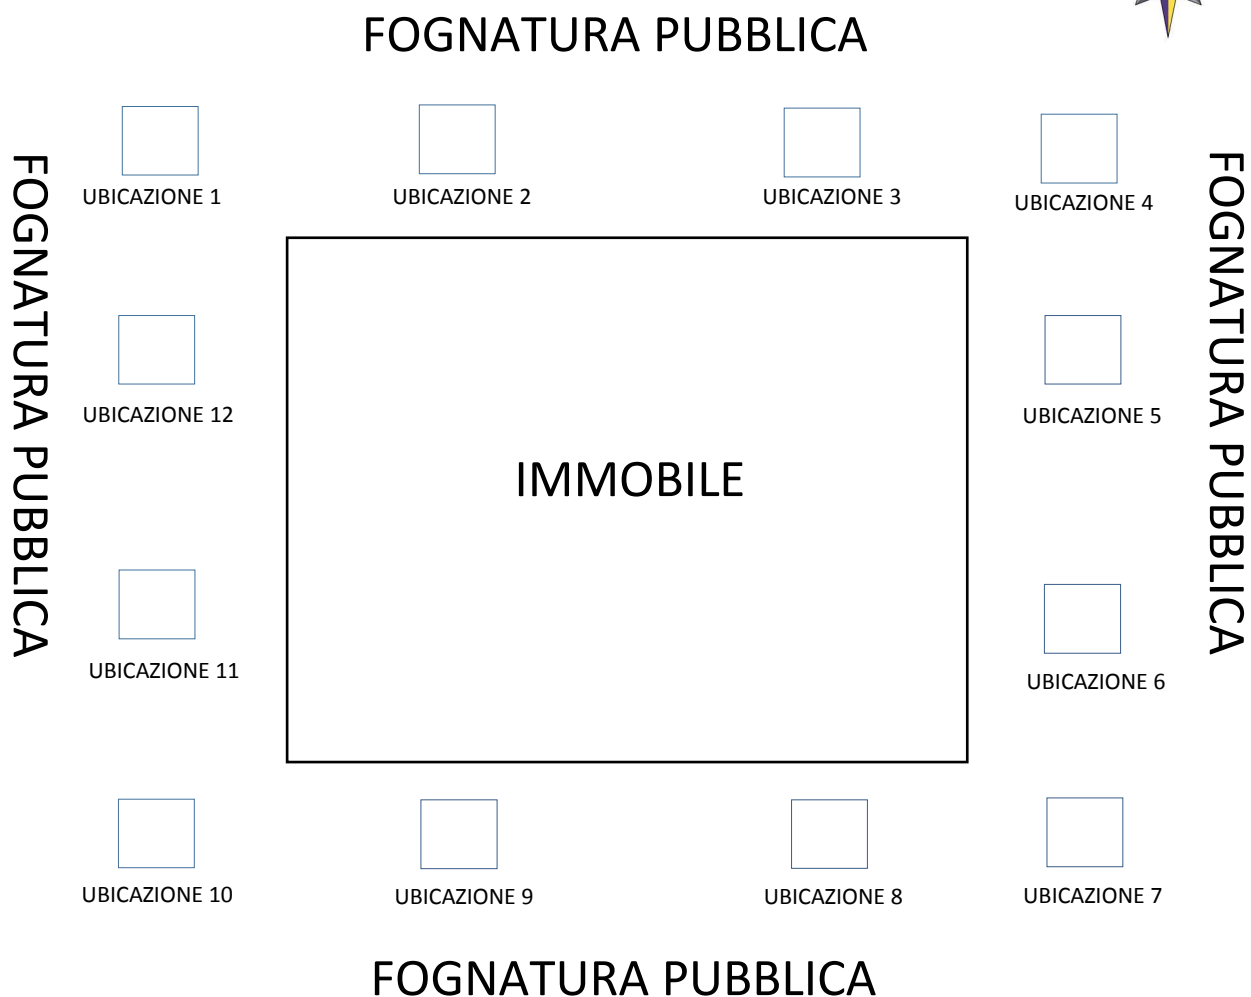 FOGNATURA PUBBLICA
UBICAZIONE 1
UBICAZIONE 2
UBICAZIONE 3
UBICAZIONE 4
FOGNATURA PUBBLICA
FOGNATURA PUBBLICA
UBICAZIONE 12
UBICAZIONE 5
IMMOBILE
UBICAZIONE 11
UBICAZIONE 6
UBICAZIONE 10
UBICAZIONE 9
UBICAZIONE 8
UBICAZIONE 7
FOGNATURA PUBBLICA